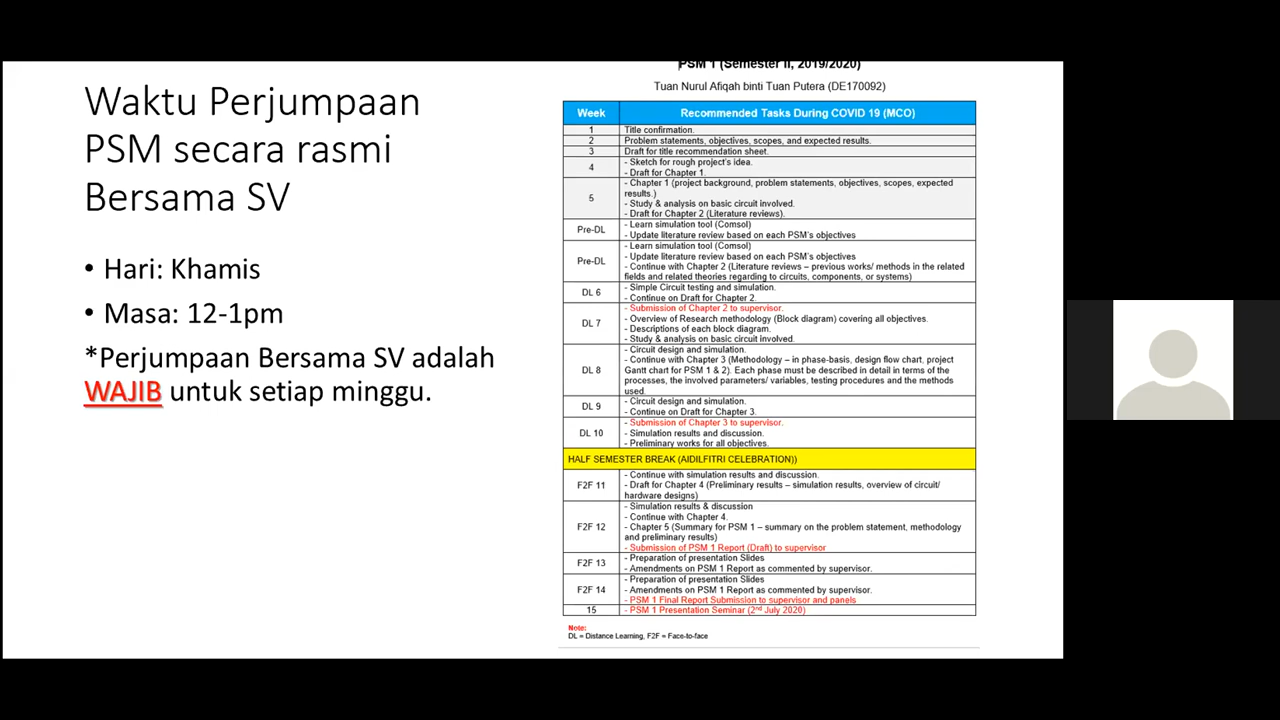 Waktu Perjumpaan
PSM secara rasmi
Bersama SV
• Hari: Khamis
• Masa: 12-1pm
*Perjumpaan Bersama SV adalah
WAJIB untuk setiap minggu.
PSM 1 (Semester II, 2019/2020)
Tuan Nurul Afiqah binti Tuan Putera (DE170092)
Week Recommended Tasks During COVID 19 (MCO)
1 Title confirmation.
2 Problem statements, objectives, scopes, and expected results.
3 Draft for title recommendation sheet.
4
- Sketch for rough project's idea.
- Draft for Chapter 1.
5
- Chapter 1 (project background, problem statements, objectives, scopes, expected
results.)
- Study & analysis on basic circuit involved.
- Draft for Chapter 2 (Literature reviews).
Pre-DL
- Learn simulation tool (Comsol)
- Update literature review based on each PSM's objectives
Pre-DL
- Learn simulation tool (Comsol)
- Update literature review based on each PSM's objectives
- Continue with Chapter 2 (Literature reviews – previous works/ methods in the related
fields and related theories regarding to circuits, components, or systems)
DL 6
- Simple Circuit testing and simulation.
- Continue on Draft for Chapter 2.
DL 7
- Submission of Chapter 2 to supervisor.
- Overview of Research methodology (Block diagram) covering all objectives.
- Descriptions of each block diagram.
- Study & analysis on basic circuit involved.
DL 8
- Circuit design and simulation.
- Continue with Chapter 3 (Methodology – in phase-basis, design flow chart, project
Gantt chart for PSM 1 & 2). Each phase must be described in detail in terms of the
processes, the involved parameters/ variables, testing procedures and the methods
used.
DL 9
- Circuit design and simulation.
- Continue on Draft for Chapter 3.
DL 10
- Submission of Chapter 3 to supervisor.
- Simulation results and discussion.
- Preliminary works for all objectives.
HALF SEMESTER BREAK (AIDILFITRI CELEBRATION))
F2F 11
- Continue with simulation results and discussion.
- Draft for Chapter 4 (Preliminary results – simulation results, overview of circuit/
hardware designs)
F2F 12
- Simulation results & discussion
- Continue with Chapter 4.
- Chapter 5 (Summary for PSM 1 – summary on the problem statement, methodology
and preliminary results)
- Submission of PSM 1 Report (Draft) to supervisor
F2F 13
- Preparation of presentation Slides
- Amendments on PSM 1 Report as commented by supervisor.
F2F 14
- Preparation of presentation Slides
- Amendments on PSM 1 Report as commented by supervisor.
- PSM 1 Final Report Submission to supervisor and panels
15 - PSM 1 Presentation Seminar (2nd July 2020)
Note:
DL = Distance Learning, F2F = Face-to-face